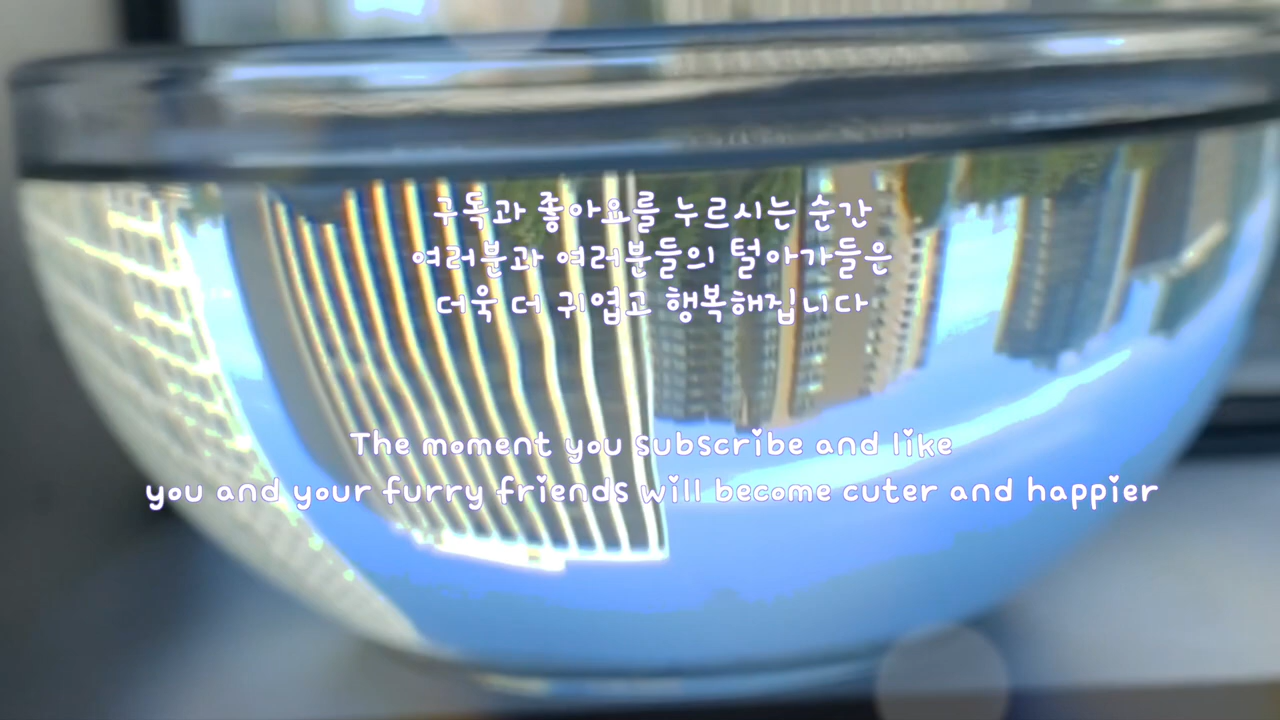 구독과 좋아요를 누르시는 순간
여러분과 여러분들의 털아가들은
더욱 더 귀엽고 행복해집니다
The moment you subscribe and like
you and your furry friends will become cuter and happier